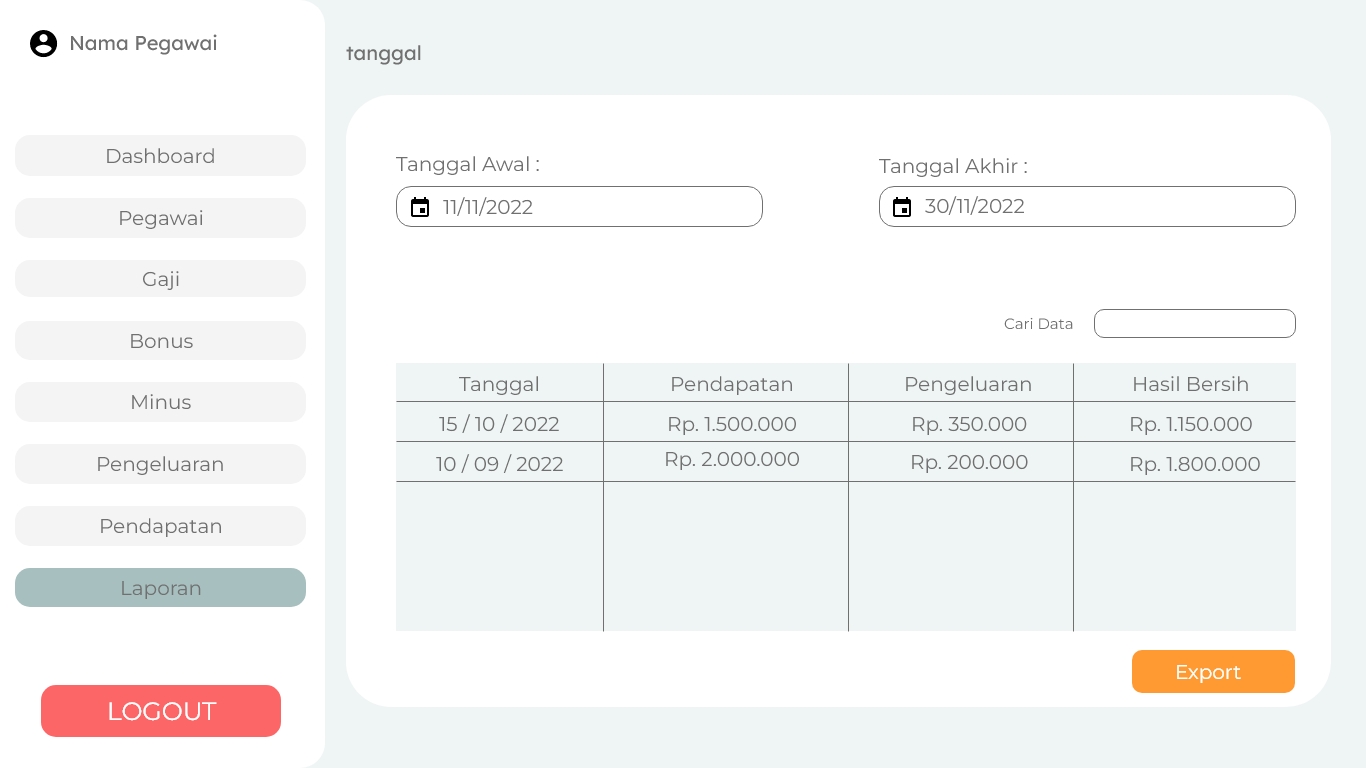 Nama Pegawai
tanggal
Dashboard
Pegawai
Gaji
Bonus
Minus
Pengeluaran
Pendapatan
Laporan
LOGOUT
Tanggal Awal :
11/11/2022
Tanggal Akhir :
30/11/2022
Cari Data
Tanggal Pendapatan Pengeluaran Hasil Bersih
15 / 10 / 2022 Rp. 1.500.000 Rp. 350.000 Rp. 1.150.000
10 / 09 / 2022 Rp. 2.000.000 Rp. 200.000 Rp. 1.800.000
Export